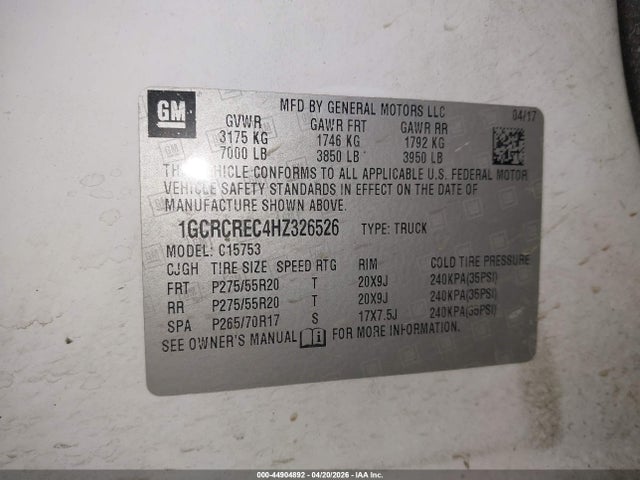 GM
MFD BY GENERAL MOTORS LLC 04/17
GVWR GAWR FRT GAWR RR
3175 KG 1746 KG 1792 KG
7000 LB 3850 LB 3950 LB
THIS VEHICLE CONFORMS TO ALL APPLICABLE U.S. FEDERAL MOTOR
VEHICLE SAFETY STANDARDS IN EFFECT ON THE DATE OF
MANUFACTURE SHOWN ABOVE.
1GCRCREC4HZ326526 TYPE: TRUCK
MODEL: C15753
CJGH TIRE SIZE SPEED RTG RIM COLD TIRE PRESSURE
FRT P275/55R20 T 20X9J 240KPA(35PSI)
RR P275/55R20 T 20X9J 240KPA(35PSI)
SPA P265/70R17 S 17X7.5J 240KPA(35PSI)
SEE OWNER'S MANUAL FOR MORE INFORMATION.
000-44904892 - 04/20/2026 - IAA Inc.